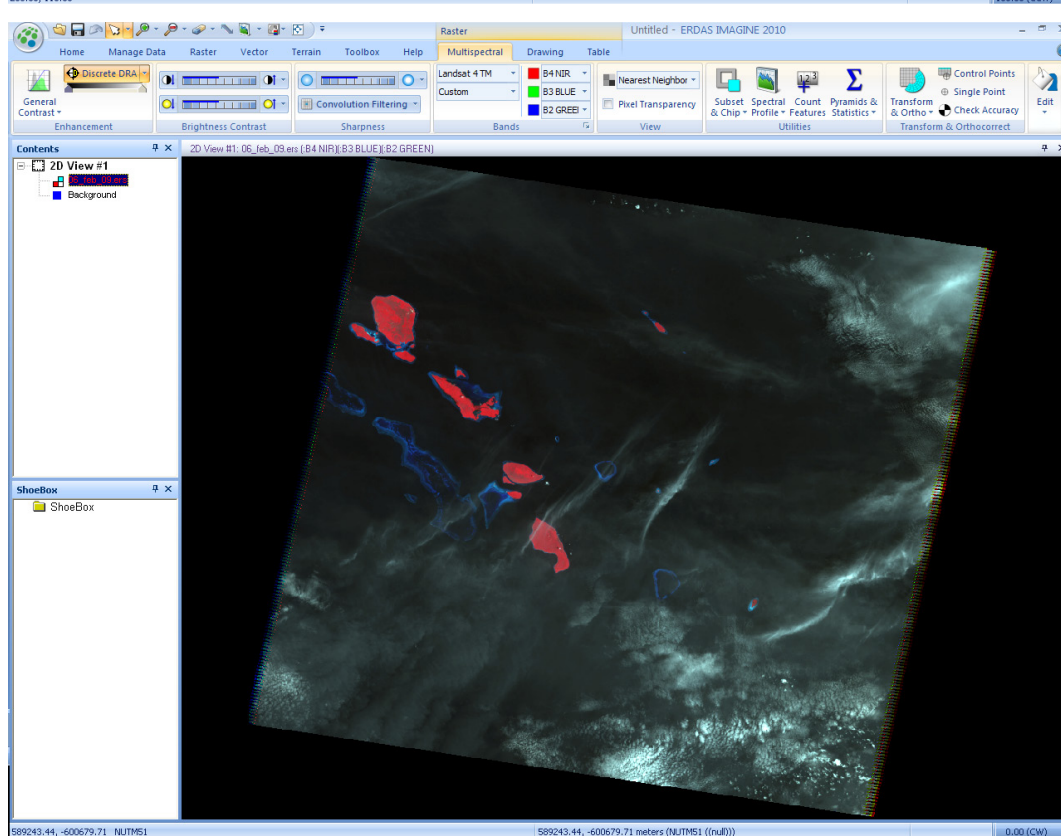 Raster
Untitled - ERDAS IMAGINE 2010
Home Manage Data Raster Vector Terrain Toolbox Help Multispectral Drawing Table
General Contrast
Discrete DRA
Enhancement
Brightness Contrast
Convolution Filtering
Sharpness
Landsat 4 TM
Custom
B4 NIR
B3 BLUE
B2 GREEI
Bands
Nearest Neighbor
Pixel Transparency
View
Subset & Chip
Spectral Profile
Count Features
Pyramids & Statistics
Utilities
Transform & Ortho
Control Points
Single Point
Check Accuracy
Transform & Orthocorrect
Edit
Contents
2D View #1: 06_feb_09.ers (:B4 NIR)(:B3 BLUE)(:B2 GREEN)
2D View #1
06_feb_09.ers
Background
ShoeBox
ShoeBox
589243.44, -600679.71 NUTM51
589243.44, -600679.71 meters (NUTM51 ((null)))
0.00 (CW)